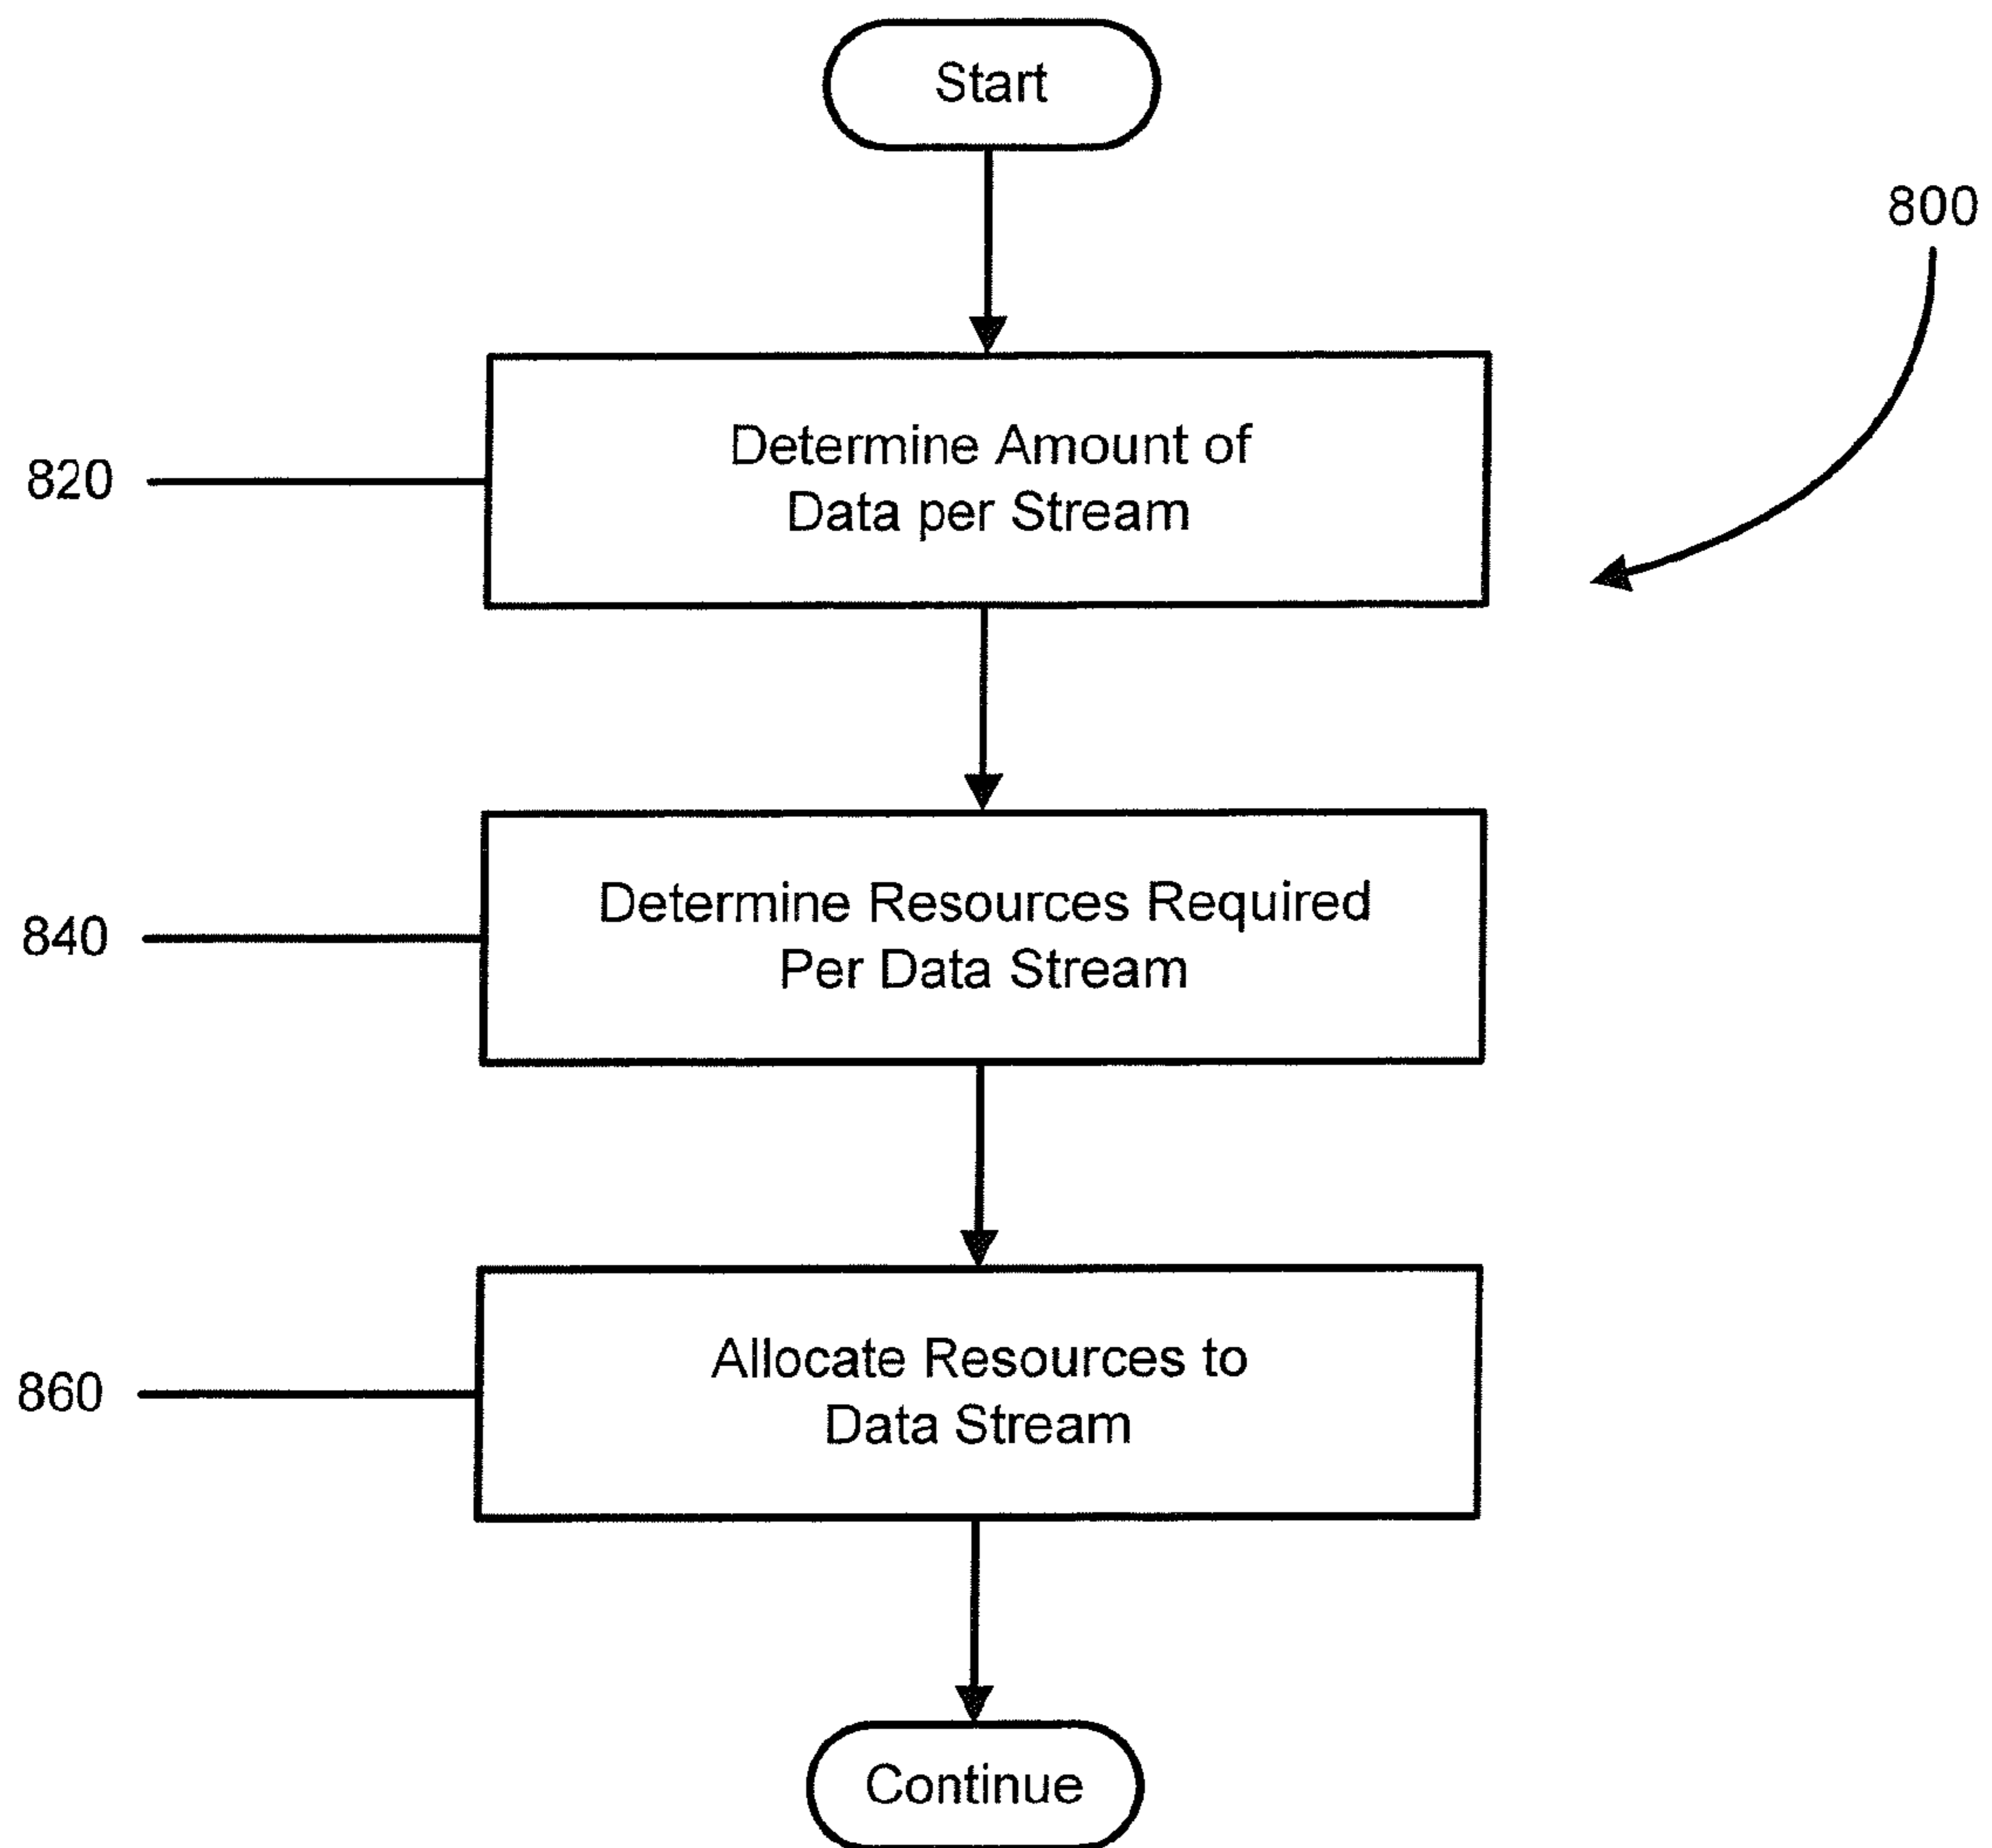 Start
800
Determine Amount of
Data per Stream
820
Determine Resources Required
Per Data Stream
840
Allocate Resources to
Data Stream
860
Continue